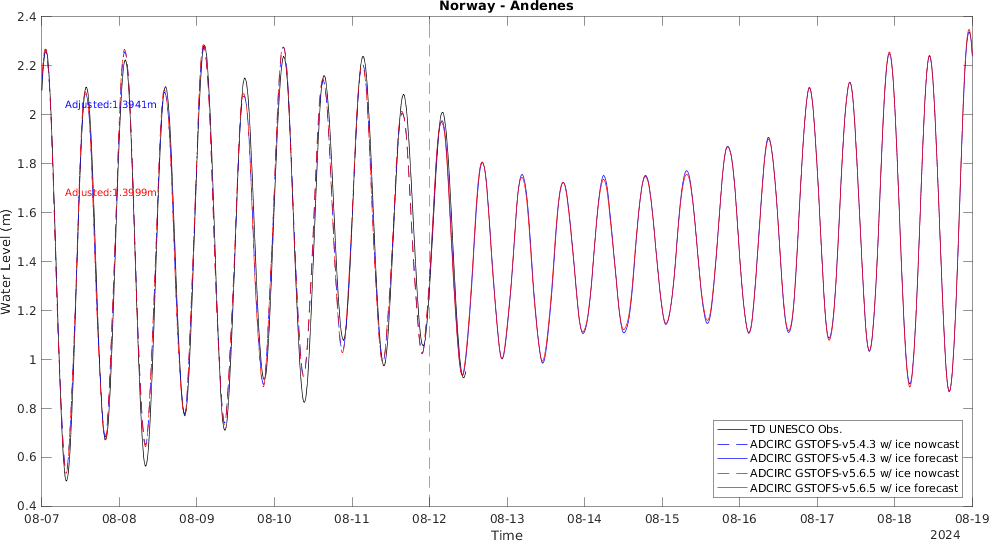 Norway - Andenes
2.4
2.2
2
1.8
1.6
1.4
1.2
1
0.8
0.6
0.4
Water Level (m)
Adjusted:1.3941m
Adjusted:1.3999m
TD UNESCO Obs.
ADCIRC GSTOFS-v5.4.3 w/ ice nowcast
ADCIRC GSTOFS-v5.4.3 w/ ice forecast
ADCIRC GSTOFS-v5.6.5 w/ ice nowcast
ADCIRC GSTOFS-v5.6.5 w/ ice forecast
08-07 08-08 08-09 08-10 08-11 08-12 08-13 08-14 08-15 08-16 08-17 08-18 08-19
Time
2024